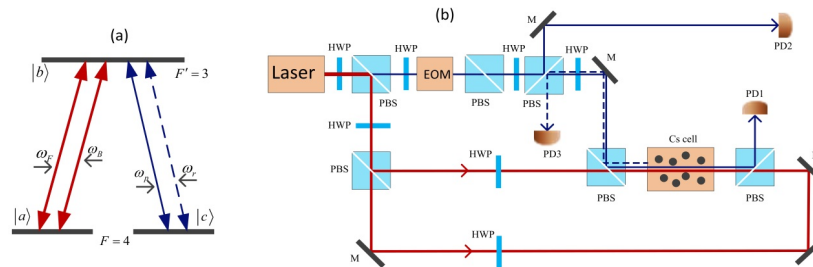 (a)
|b⟩
F' = 3
ω_F
ω_B
ω_p
ω_r
|a⟩
F = 4
|c⟩
(b)
M
PD2
HWP
HWP
HWP
HWP
M
Laser
EOM
PBS
PBS
PBS
PD1
HWP
PD3
PBS
HWP
Cs cell
M
PBS
PBS
HWP
M